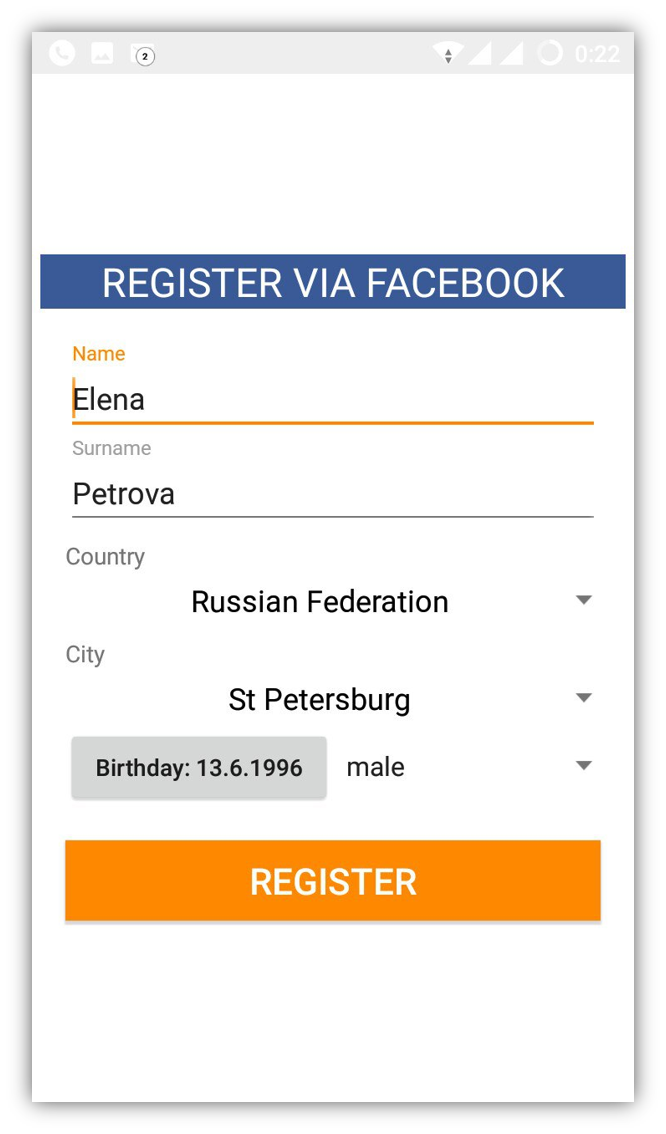 2
0:22
REGISTER VIA FACEBOOK
Name
Elena
Surname
Petrova
Country
Russian Federation
City
St Petersburg
Birthday: 13.6.1996 male
REGISTER